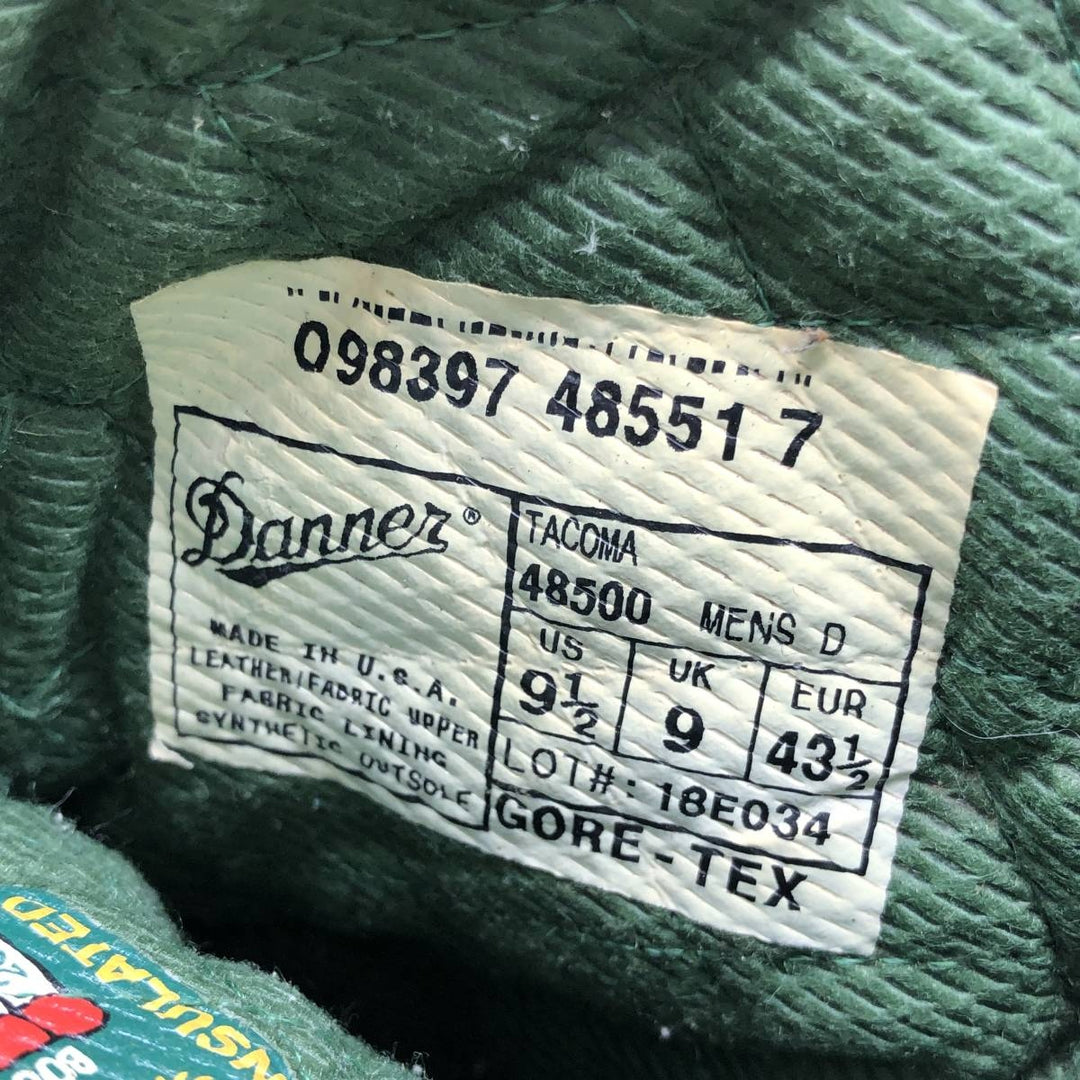 098397 48551 7
Danner®
MADE IN U.S.A.
LEATHER/FABRIC UPPER
FABRIC LINING
SYNTHETIC OUTSOLE
TACOMA
48500 MENS D
US UK EUR
9½ 9 43½
LOT#: 18E034
GORE-TEX
INSULATED